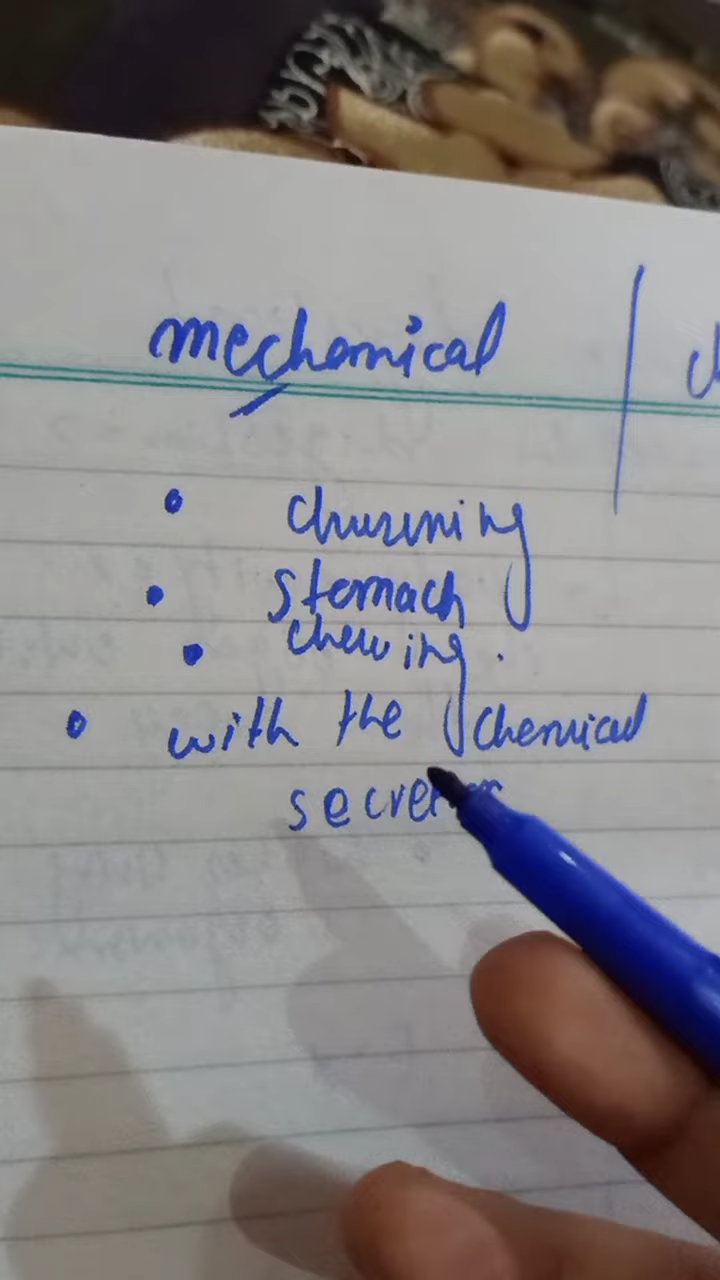 mechanical
• churning
• stomach
• chewing.
• with the chemical